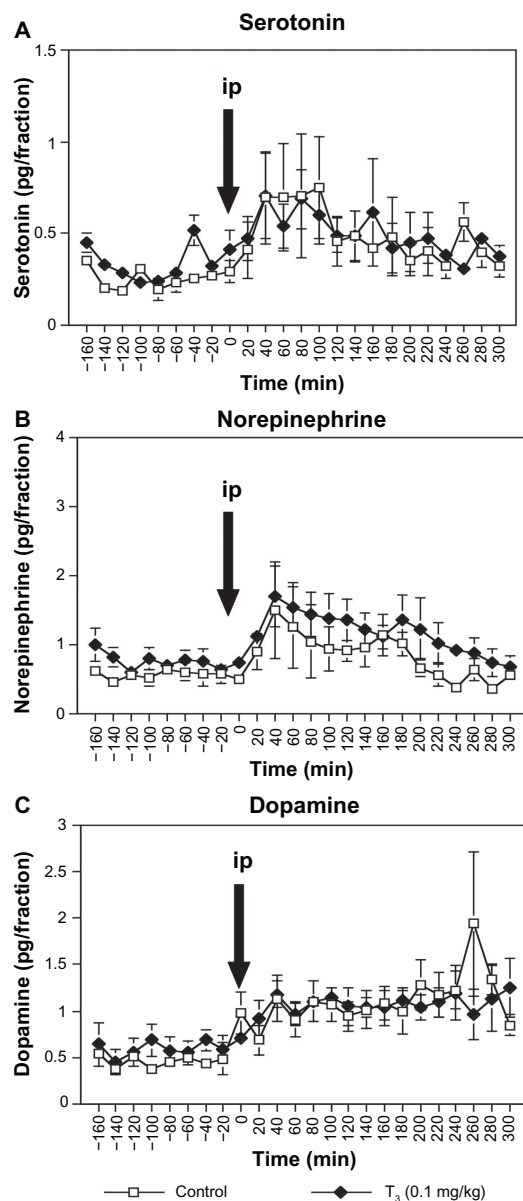 A
Serotonin
ip
Serotonin (pg/fraction)
1.5
1
0.5
0
−160 −140 −120 −100 −80 −60 −40 −20 0 20 40 60 80 100 120 140 160 180 200 220 240 260 280 300
Time (min)
B
Norepinephrine
ip
Norepinephrine (pg/fraction)
4
3
2
1
0
−160 −140 −120 −100 −80 −60 −40 −20 0 20 40 60 80 100 120 140 160 180 200 220 240 260 280 300
Time (min)
C
Dopamine
ip
Dopamine (pg/fraction)
3
2.5
2
1.5
1
0.5
0
−160 −140 −120 −100 −80 −60 −40 −20 0 20 40 60 80 100 120 140 160 180 200 220 240 260 280 300
Time (min)
Control
T₃ (0.1 mg/kg)